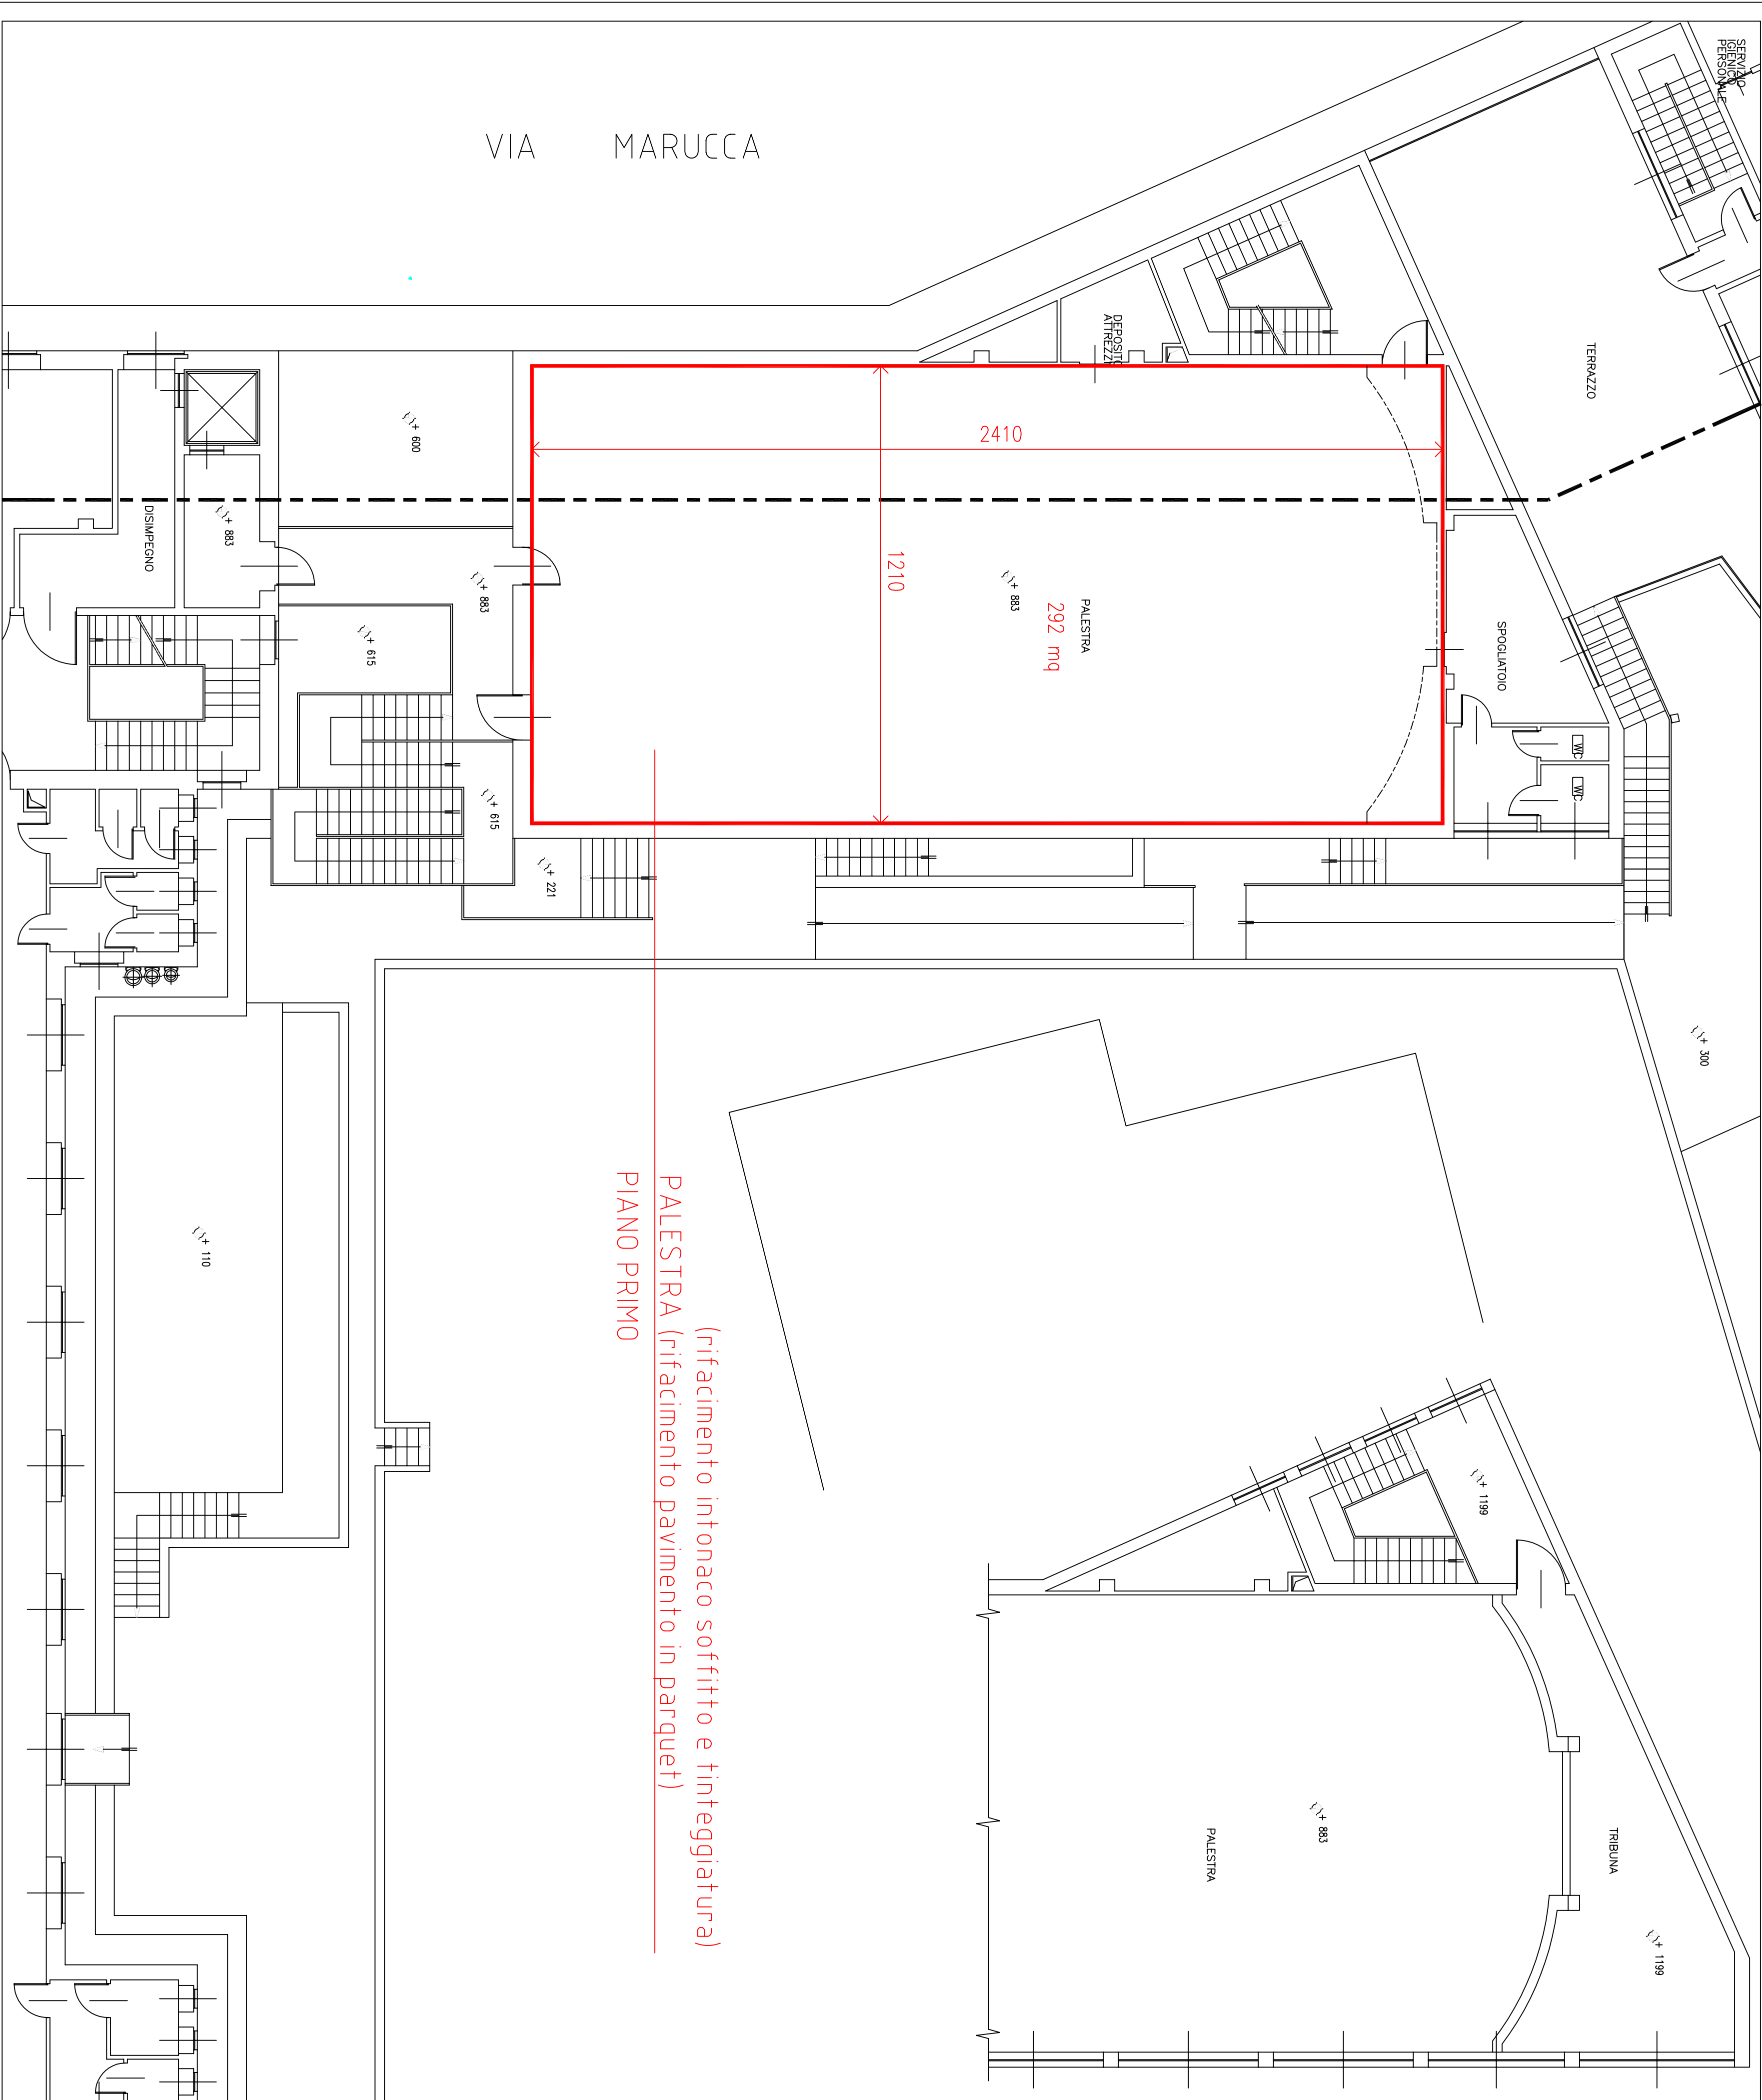 SERVIZIO
IGIENICO
PERSONALE
VIA MARUCCA
TERRAZZO
DEPOSITO
ATTREZZI
2410
+ 600
DISIMPEGNO
+ 883
1210
+ 883
+ 883
PALESTRA
292 mq
SPOGLIATOIO
+ 615
WC
WC
+ 615
+ 221
+ 300
+ 110
(rifacimento intonaco soffitto e tinteggiatura)
PALESTRA (rifacimento pavimento in parquet)
PIANO PRIMO
+ 1199
+ 883
PALESTRA
TRIBUNA
+ 1199